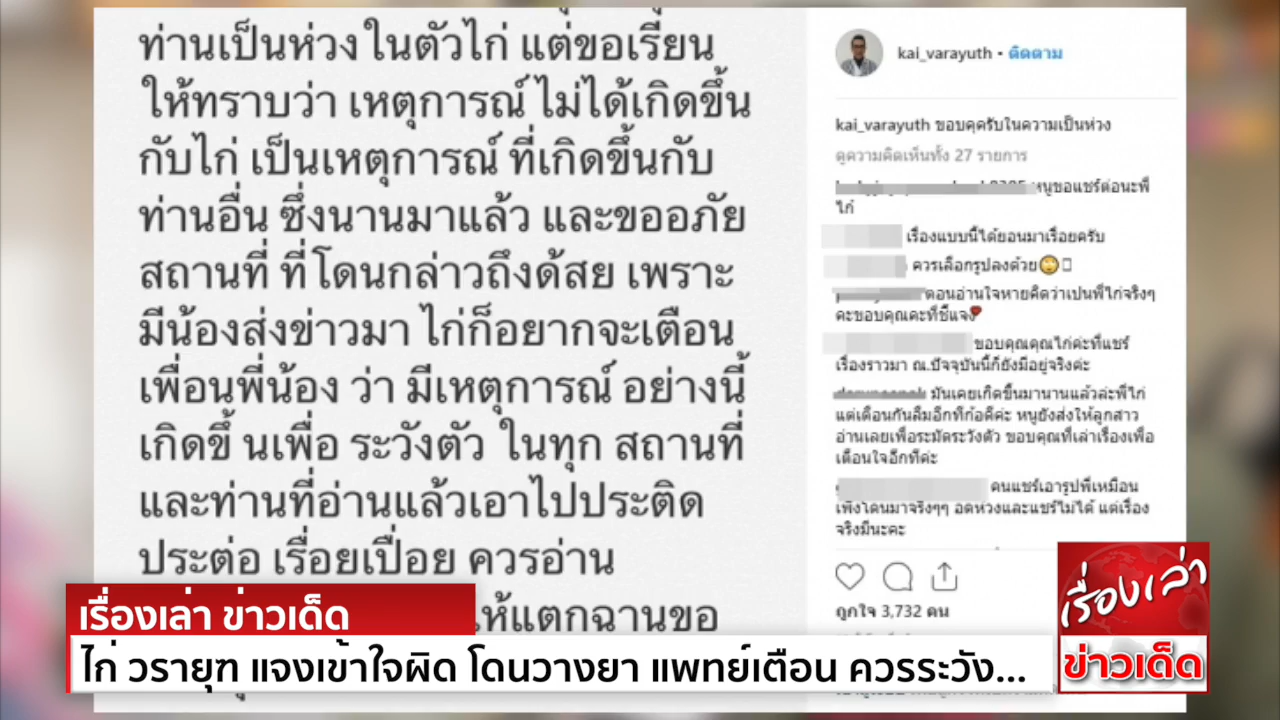 ท่านเป็นห่วงในตัวไก่ แต่ขอเรียน
ให้ทราบว่า เหตุการณ์ ไม่ได้เกิดขึ้น
กับไก่ เป็นเหตุการณ์ ที่เกิดขึ้นกับ
ท่านอื่น ซึ่งนานมาแล้ว และขออภัย
สถานที่ ที่โดนกล่าวถึงด้สย เพราะ
มีน้องส่งข่าวมา ไก่ก็อยากจะเตือน
เพื่อนพี่น้อง ว่า มีเหตุการณ์ อย่างนี้
เกิดขึ้ นเพื่อ ระวังตัว ในทุก สถานที่
และท่านที่อ่านแล้วเอาไปประติด
ประต่อ เรื่อยเปื่อย ควรอ่าน
ให้แตกฉานขอ
kai_varayuth • ติดตาม
kai_varayuth ขอบคุครับในความเป็นห่วง
ดูความคิดเห็นทั้ง 27 รายการ
หนูขอแชร์ต่อนะพี่
ไก่
เรื่องแบบนี้ได้ยอนมาเรื่อยครับ
ควรเลือกรูปลงด้วย🙄
ตอนอ่านใจหายคิดว่าเปนพี่ไก่จริงๆ
คะขอบคุณคะที่ชี้แจง🌹
ขอบคุณคุณไก่ค่ะที่แชร์
เรื่องราวมา ณ.ปัจจุบันนี้ก็ยังมีอยู่จริงค่ะ
มันเคยเกิดขึ้นมานานแล้วล่ะพี่ไก่
แต่เตือนกันลืมอีกทีก้อดีค่ะ หนูยังส่งให้ลูกสาว
อ่านเลยเพื่อระมัดระวังตัว ขอบคุณที่เล่าเรื่องเพื่อ
เตือนใจอีกทีค่ะ
คนแชร์เอารูปพี่เหมือน
เพิ่งโดนมาจริงๆๆ อดห่วงและแชร์ไม่ได้ แต่เรื่อง
จริงมีนะคะ
ถูกใจ 3,732 คน
เรื่องเล่า ข่าวเด็ด
ไก่ วรายุฑ แจงเข้าใจผิด โดนวางยา แพทย์เตือน ควรระวัง...
เรื่องเล่า
ข่าวเด็ด